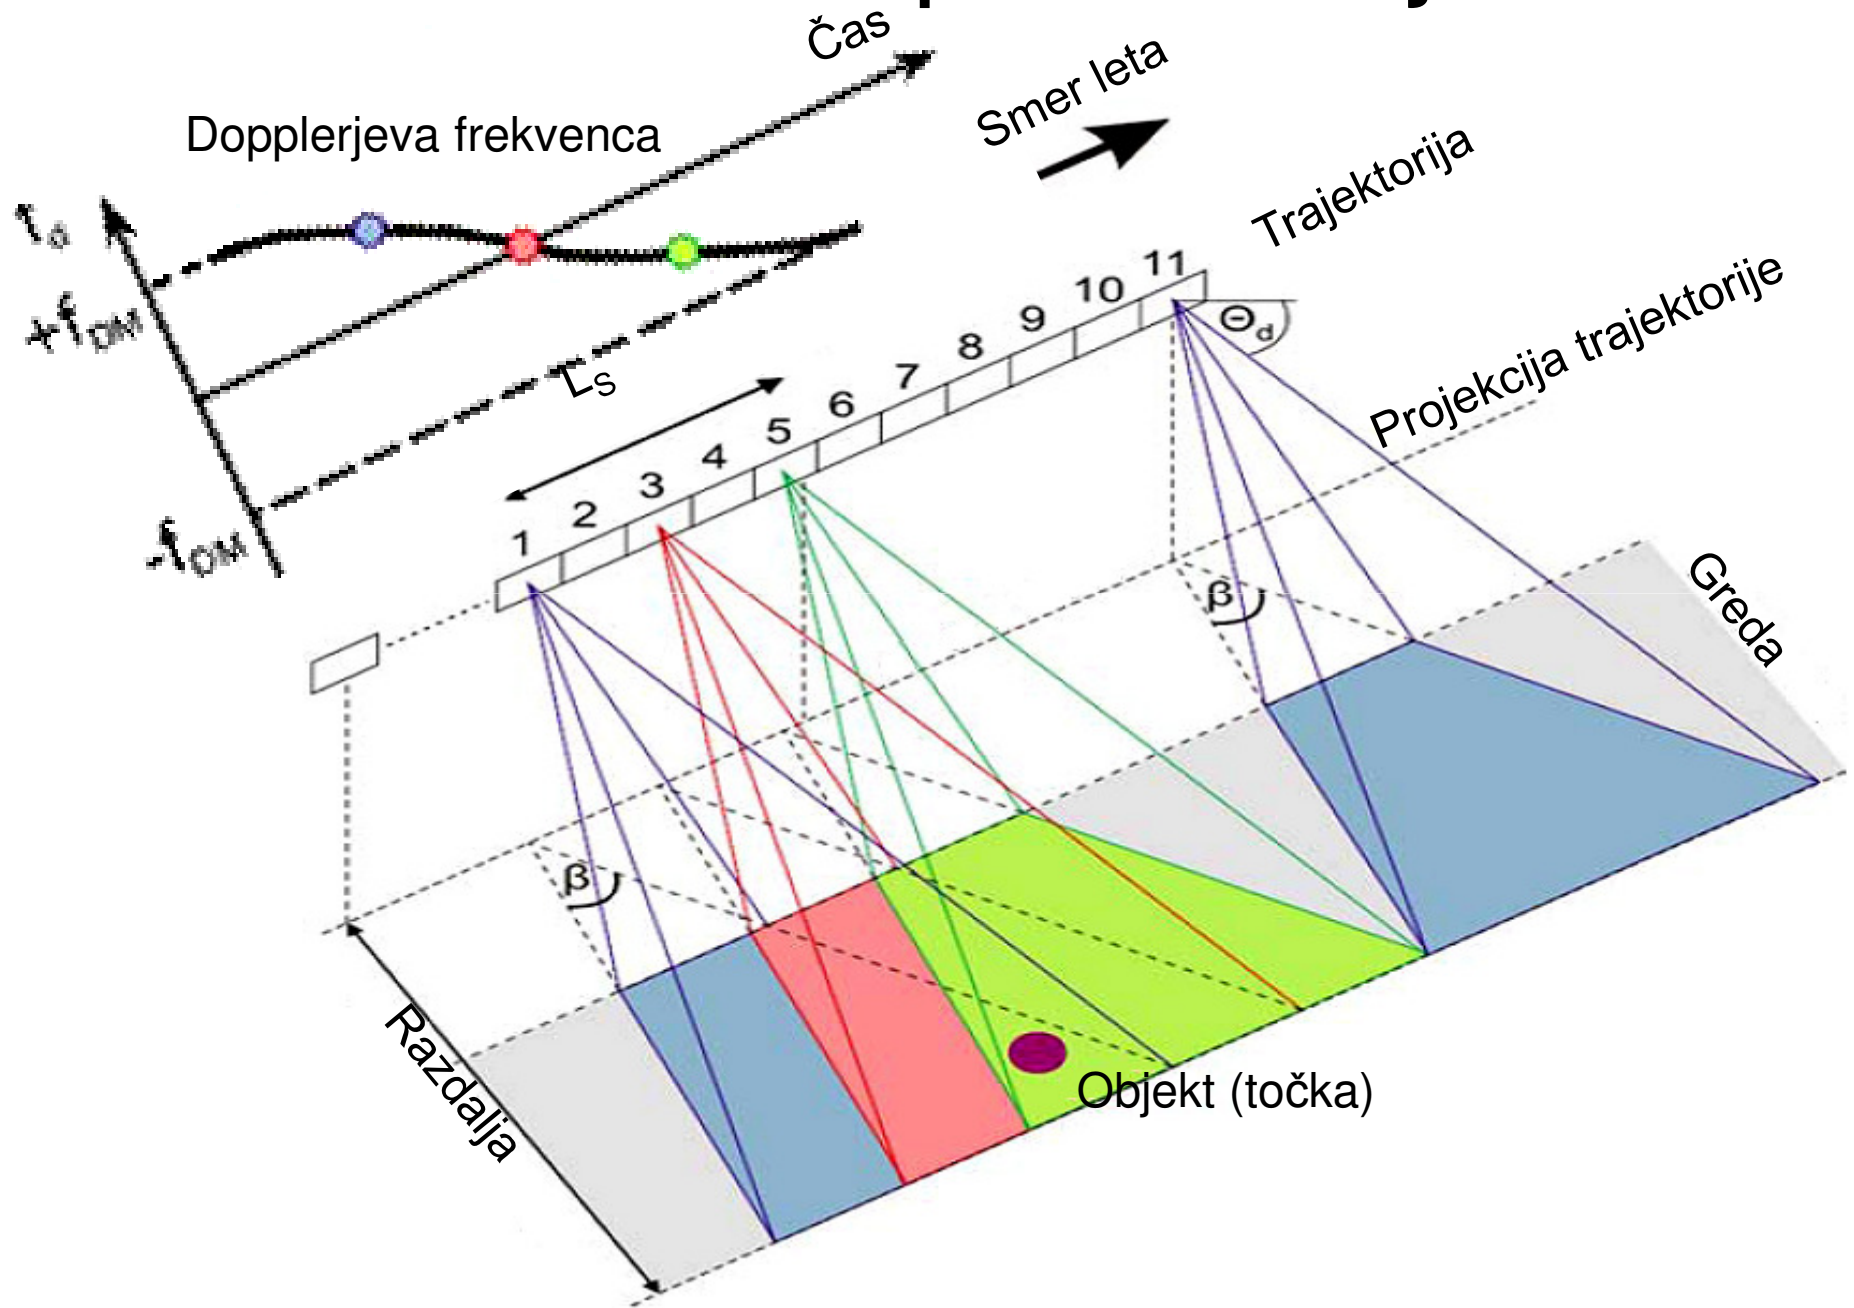 Čas
Smer leta
Dopplerjeva frekvenca
Trajektorija
f_d
+f_DM
-f_DM
L_S
Projekcija trajektorije
1 2 3 4 5 6 7 8 9 10 11
Θ_d
β
β
Greda
Razdalja
Objekt (točka)